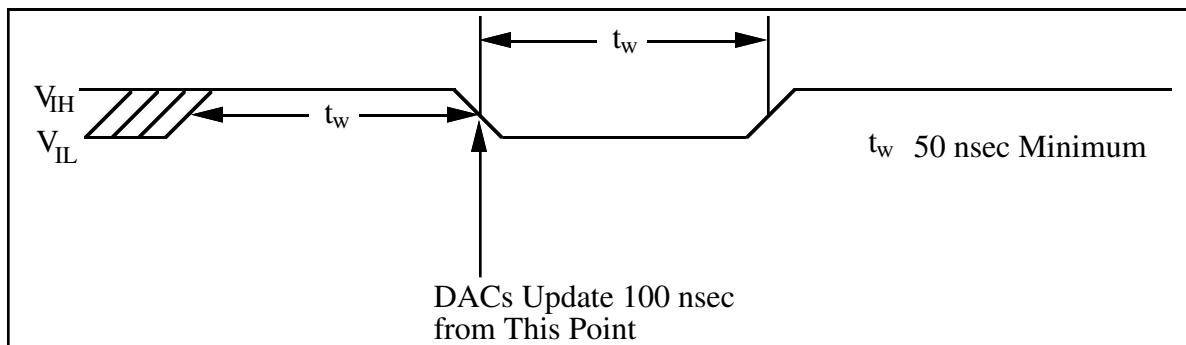 t_w
V_IH
t_w
V_IL
t_w 50 nsec Minimum
DACs Update 100 nsec
from This Point